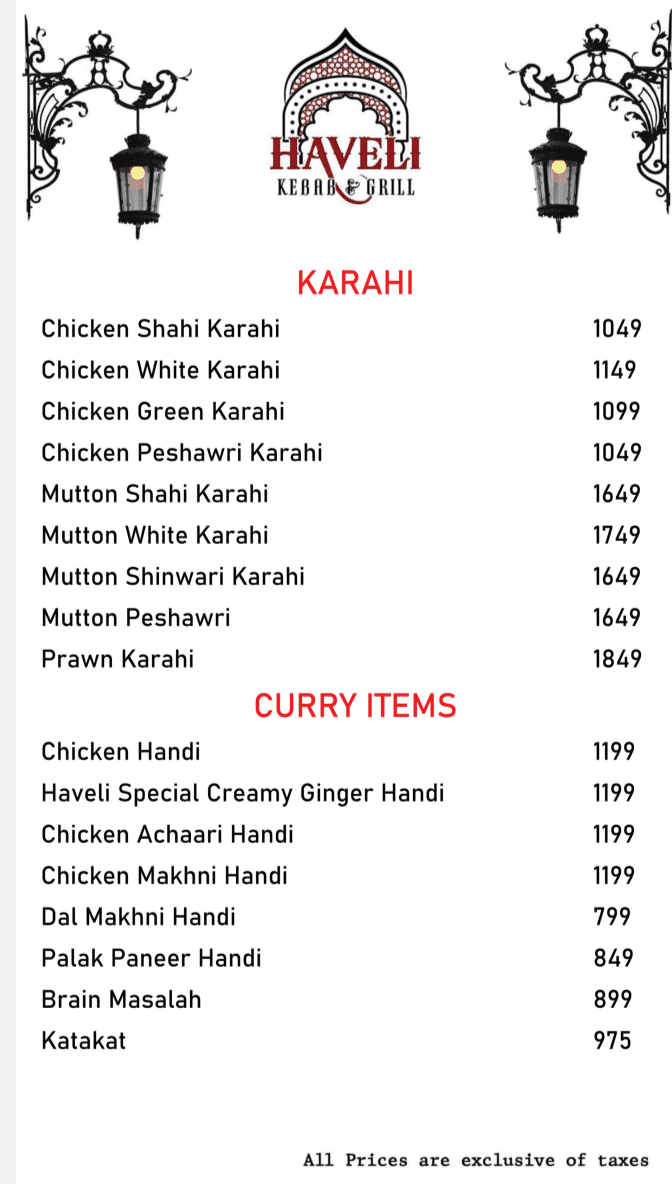 HAVELI
KEBAB & GRILL
KARAHI
Chicken Shahi Karahi 1049
Chicken White Karahi 1149
Chicken Green Karahi 1099
Chicken Peshawri Karahi 1049
Mutton Shahi Karahi 1649
Mutton White Karahi 1749
Mutton Shinwari Karahi 1649
Mutton Peshawri 1649
Prawn Karahi 1849
CURRY ITEMS
Chicken Handi 1199
Haveli Special Creamy Ginger Handi 1199
Chicken Achaari Handi 1199
Chicken Makhni Handi 1199
Dal Makhni Handi 799
Palak Paneer Handi 849
Brain Masalah 899
Katakat 975
All Prices are exclusive of taxes